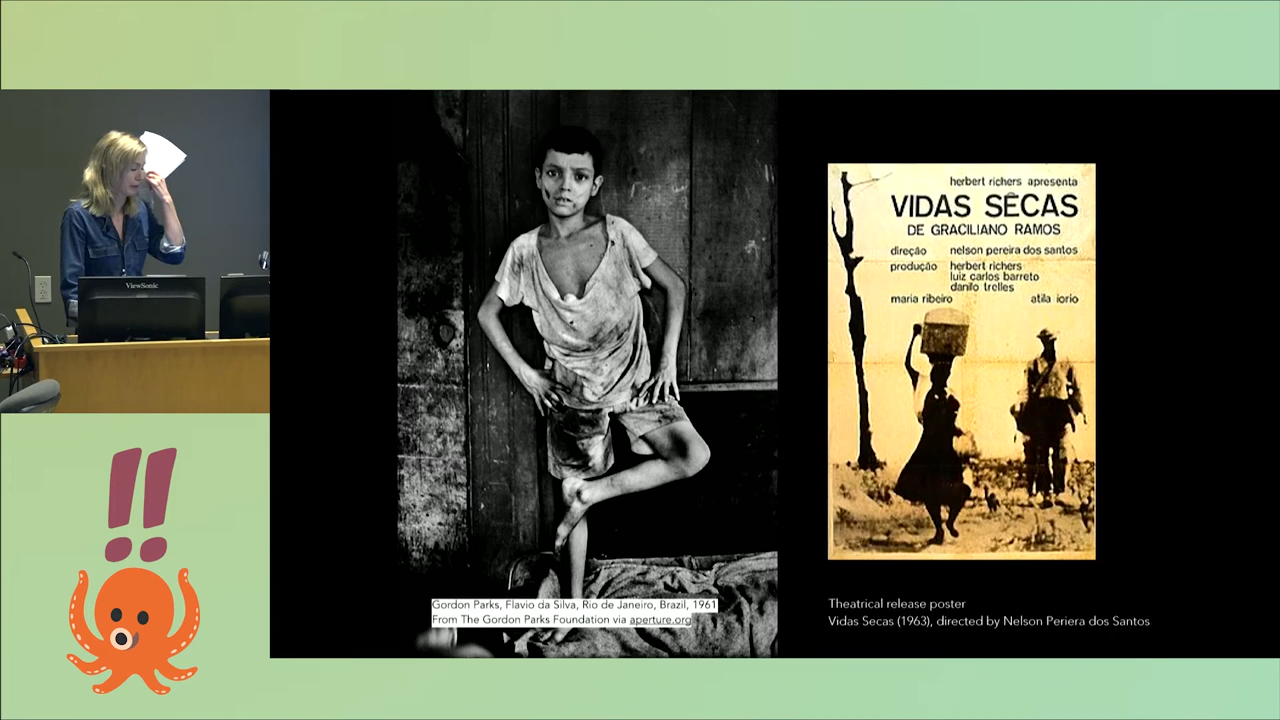 ViewSonic
!!
Gordon Parks, Flavio da Silva, Rio de Janeiro, Brazil, 1961
From The Gordon Parks Foundation via aperture.org
herbert richers apresenta
VIDAS SÊCAS
DE GRACILIANO RAMOS
direção nelson pereira dos santos
produção herbert richers
luiz carlos barreto
danilo trelles
maria ribeiro átila iorio
Theatrical release poster
Vidas Secas (1963), directed by Nelson Periera dos Santos